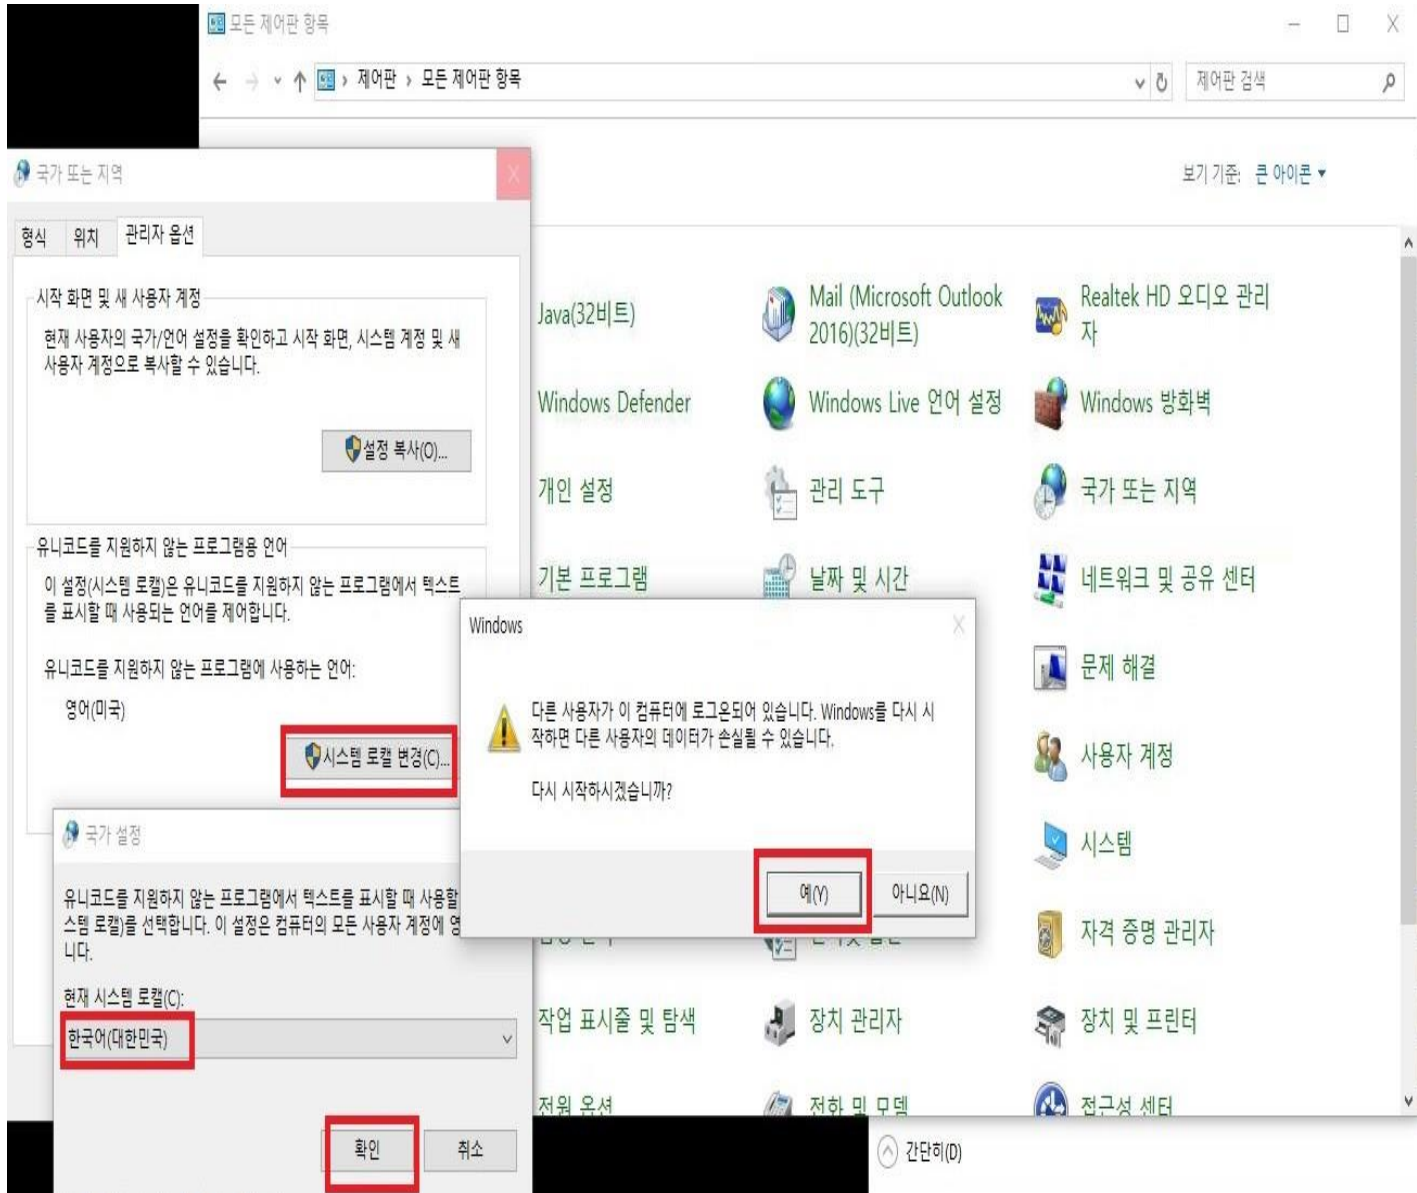 모든 제어판 항목
제어판 › 모든 제어판 항목
제어판 검색
보기 기준: 큰 아이콘
국가 또는 지역
형식 위치 관리자 옵션
시작 화면 및 새 사용자 계정
현재 사용자의 국가/언어 설정을 확인하고 시작 화면, 시스템 계정 및 새
사용자 계정으로 복사할 수 있습니다.
설정 복사(O)...
유니코드를 지원하지 않는 프로그램용 언어
이 설정(시스템 로캘)은 유니코드를 지원하지 않는 프로그램에서 텍스트
를 표시할 때 사용되는 언어를 제어합니다.
유니코드를 지원하지 않는 프로그램에 사용하는 언어:
영어(미국)
시스템 로캘 변경(C)...
국가 설정
유니코드를 지원하지 않는 프로그램에서 텍스트를 표시할 때 사용할
스템 로캘)를 선택합니다. 이 설정은 컴퓨터의 모든 사용자 계정에 영
니다.
현재 시스템 로캘(C):
한국어(대한민국)
확인 취소
Java(32비트)
Mail (Microsoft Outlook
2016)(32비트)
Realtek HD 오디오 관리
자
Windows Defender
Windows Live 언어 설정
Windows 방화벽
개인 설정
관리 도구
국가 또는 지역
기본 프로그램
날짜 및 시간
네트워크 및 공유 센터
Windows
다른 사용자가 이 컴퓨터에 로그온되어 있습니다. Windows를 다시 시
작하면 다른 사용자의 데이터가 손실될 수 있습니다.
다시 시작하시겠습니까?
예(Y) 아니요(N)
문제 해결
사용자 계정
시스템
자격 증명 관리자
작업 표시줄 및 탐색
장치 관리자
장치 및 프린터
전원 옵션
전화 및 모뎀
접근성 센터
간단히(D)